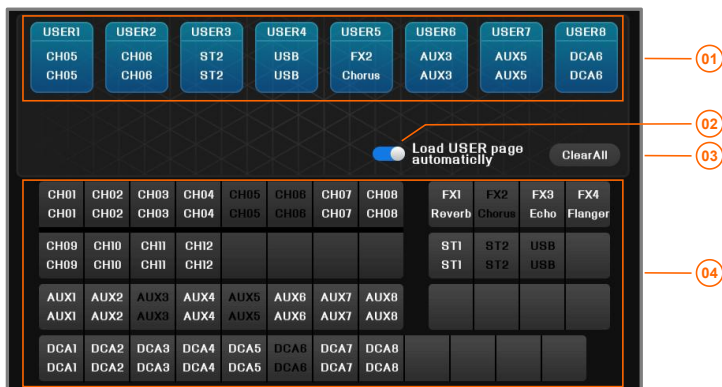 USER1 USER2 USER3 USER4 USER5 USER6 USER7 USER8
CH05 CH06 ST2 USB FX2 AUX3 AUX5 DCA6
CH05 CH06 ST2 USB Chorus AUX3 AUX5 DCA6
01
02
Load USER page
automaticlly
ClearAll
03
CH01 CH02 CH03 CH04 CH05 CH06 CH07 CH08 FX1 FX2 FX3 FX4
CH01 CH02 CH03 CH04 CH05 CH06 CH07 CH08 Reverb Chorus Echo Flanger
CH09 CH10 CH11 CH12 ST1 ST2 USB
CH09 CH10 CH11 CH12 ST1 ST2 USB
04
AUX1 AUX2 AUX3 AUX4 AUX5 AUX6 AUX7 AUX8
AUX1 AUX2 AUX3 AUX4 AUX5 AUX6 AUX7 AUX8
DCA1 DCA2 DCA3 DCA4 DCA5 DCA6 DCA7 DCA8
DCA1 DCA2 DCA3 DCA4 DCA5 DCA6 DCA7 DCA8